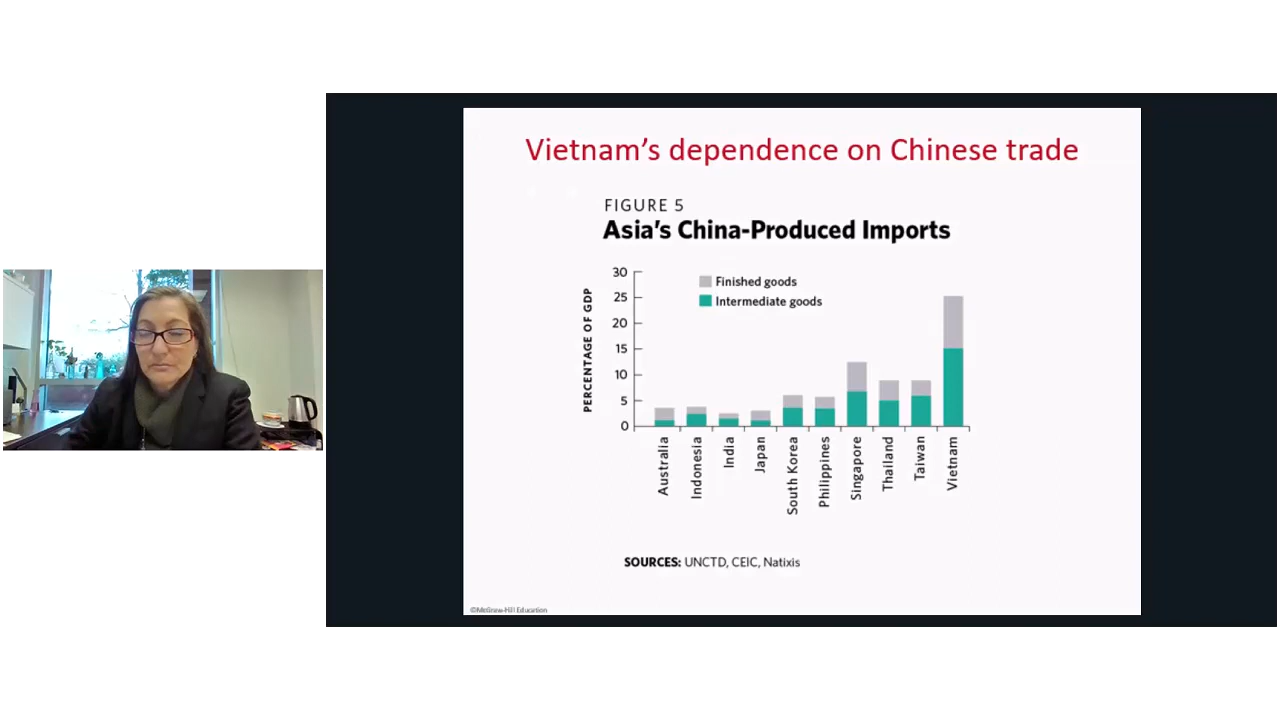 Vietnam's dependence on Chinese trade
FIGURE 5
Asia's China-Produced Imports
PERCENTAGE OF GDP
30
25
20
15
10
5
0
Finished goods
Intermediate goods
Australia
Indonesia
India
Japan
South Korea
Philippines
Singapore
Thailand
Taiwan
Vietnam
SOURCES: UNCTD, CEIC, Natixis
©McGraw-Hill Education